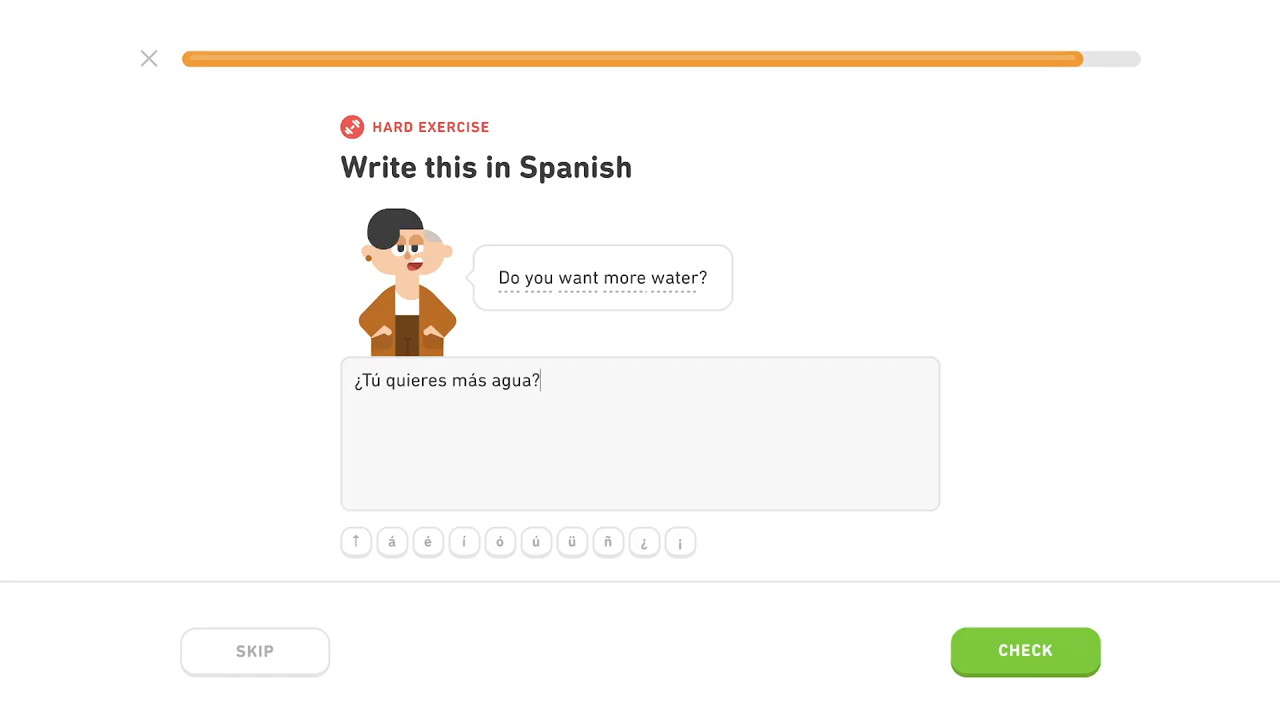 HARD EXERCISE
Write this in Spanish
Do you want more water?
¿Tú quieres más agua?
↑ á é í ó ú ü ñ ¿ ¡
SKIP
CHECK